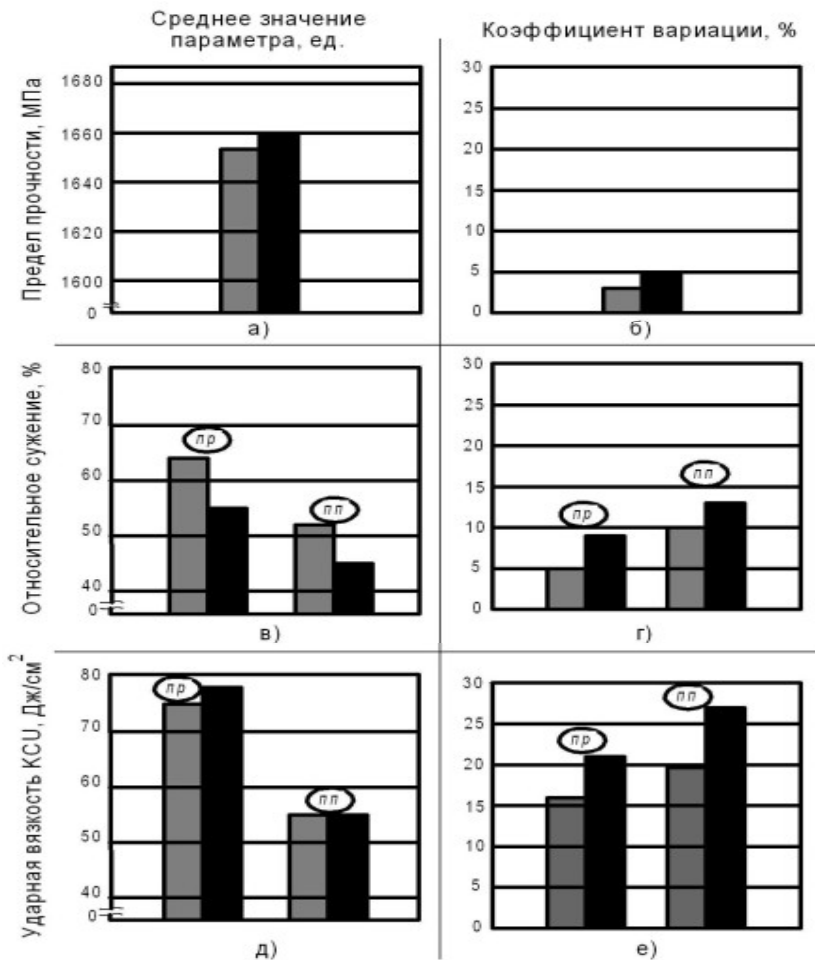 Среднее значение
параметра, ед.
Коэффициент вариации, %
Предел прочности, МПа
1680
1660
1640
1620
1600
0
а)
30
25
20
15
10
5
0
б)
Относительное сужение, %
80
70
60
50
40
0
пр
пп
в)
30
25
20
15
10
5
0
пр
пп
г)
Ударная вязкость KCU, Дж/см²
80
70
60
50
40
0
пр
пп
д)
30
25
20
15
10
5
0
пр
пп
е)